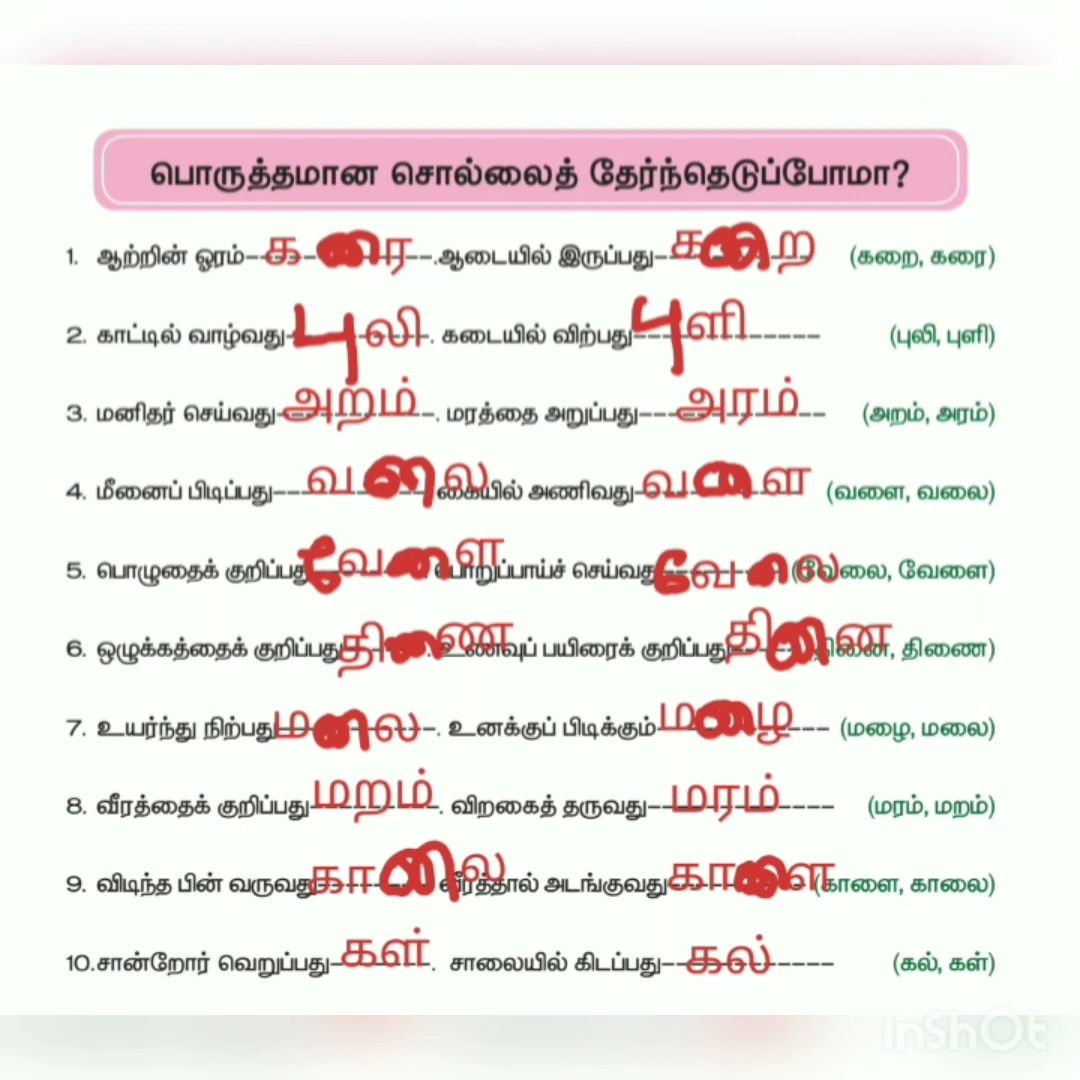 பொருத்தமான சொல்லைத் தேர்ந்தெடுப்போமா?
1. ஆற்றின் ஓரம்--கரை--.ஆடையில் இருப்பது--கறை-- (கறை, கரை)
2. காட்டில் வாழ்வது--புலி--. கடையில் விற்பது--புளி-- (புலி, புளி)
3. மனிதர் செய்வது--அறம்--. மரத்தை அறுப்பது--அரம்-- (அறம், அரம்)
4. மீனைப் பிடிப்பது--வலை-- கையில் அணிவது--வளை-- (வளை, வலை)
5. பொழுதைக் குறிப்பது--வேளை--. பொறுப்பாய்ச் செய்வது--வேலை-- (வேலை, வேளை)
6. ஒழுக்கத்தைக் குறிப்பது--திணை--. உணவுப் பயிரைக் குறிப்பது--தினை-- (தினை, திணை)
7. உயர்ந்து நிற்பது--மலை--. உனக்குப் பிடிக்கும்--மழை-- (மழை, மலை)
8. வீரத்தைக் குறிப்பது--மறம்--. விறகைத் தருவது--மரம்-- (மரம், மறம்)
9. விடிந்த பின் வருவது--காலை-- வீரத்தால் அடங்குவது--காளை-- (காளை, காலை)
10.சான்றோர் வெறுப்பது--கள்--. சாலையில் கிடப்பது--கல்-- (கல், கள்)
InShOt